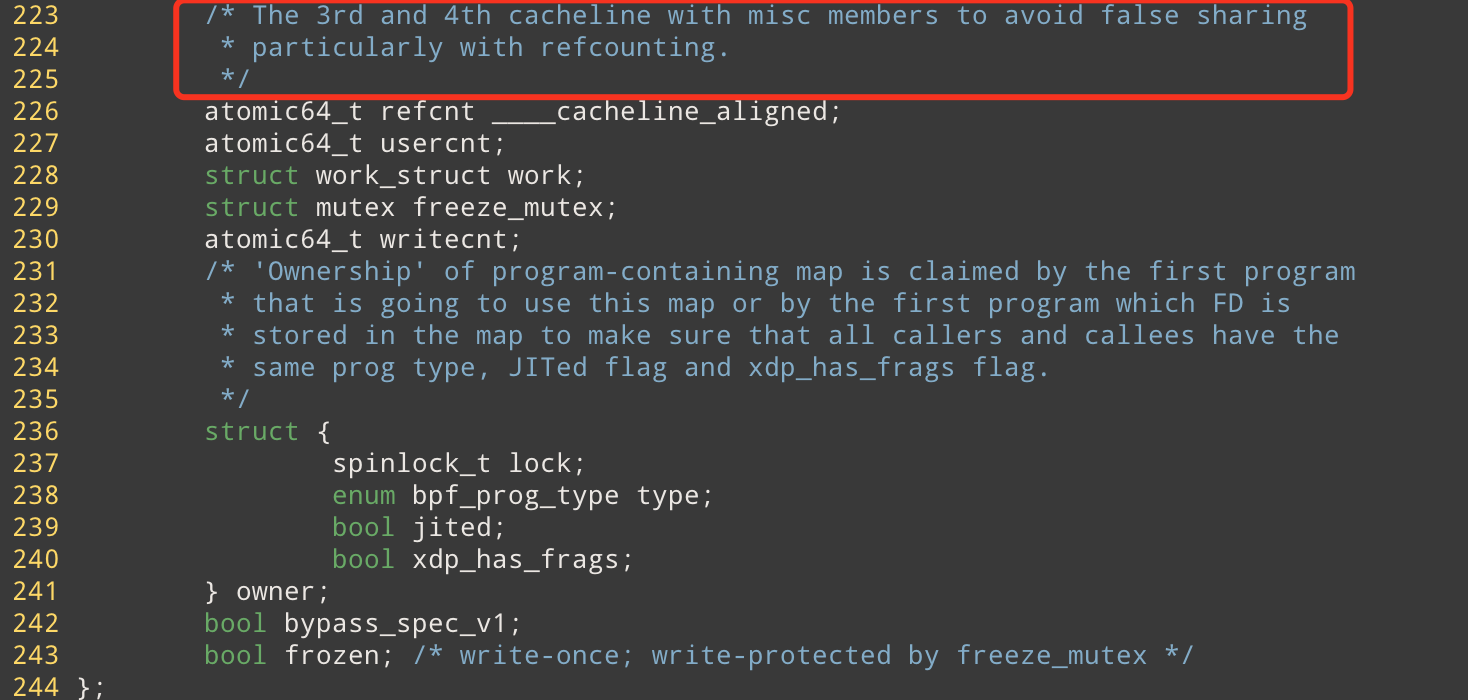 223         /* The 3rd and 4th cacheline with misc members to avoid false sharing
224          * particularly with refcounting.
225          */
226         atomic64_t refcnt ____cacheline_aligned;
227         atomic64_t usercnt;
228         struct work_struct work;
229         struct mutex freeze_mutex;
230         atomic64_t writecnt;
231         /* 'Ownership' of program-containing map is claimed by the first program
232          * that is going to use this map or by the first program which FD is
233          * stored in the map to make sure that all callers and callees have the
234          * same prog type, JITed flag and xdp_has_frags flag.
235          */
236         struct {
237                 spinlock_t lock;
238                 enum bpf_prog_type type;
239                 bool jited;
240                 bool xdp_has_frags;
241         } owner;
242         bool bypass_spec_v1;
243         bool frozen; /* write-once; write-protected by freeze_mutex */
244 };